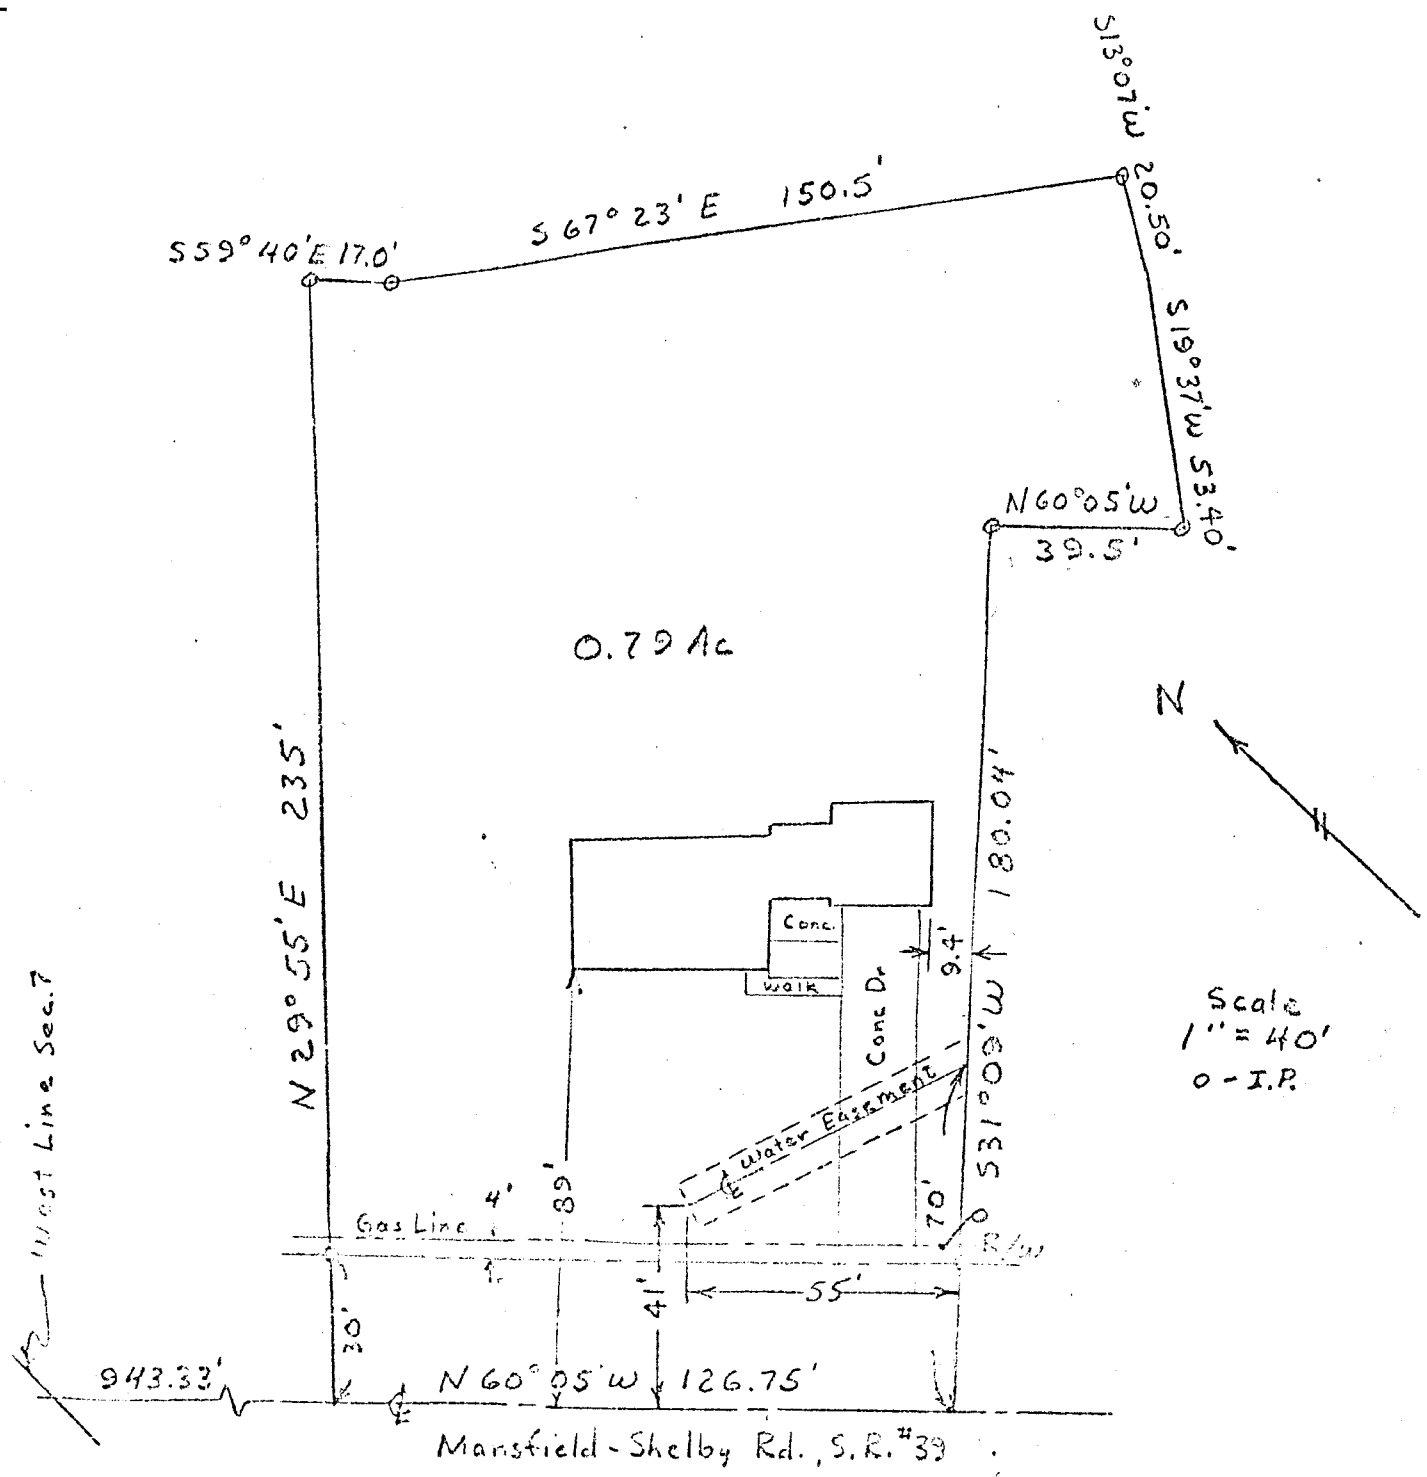 S13°07'W 20.50'
S 67° 23' E 150.5'
S59° 40'E 17.0'
S19°37'W 53.40'
N60°05'W
39.5'
0.79 Ac
N
N 29° 55' E 235'
S31°09'W 180.04'
Conc.
Walk
Conc Dr
9.4'
Scale
1" = 40'
o - I.P.
West Line Sec. 7
Water Easement
4'
89'
70'
Gas Line
R/W
41'
55'
30'
943.33'
N 60° 05' W 126.75'
Mansfield - Shelby Rd., S.R. #39